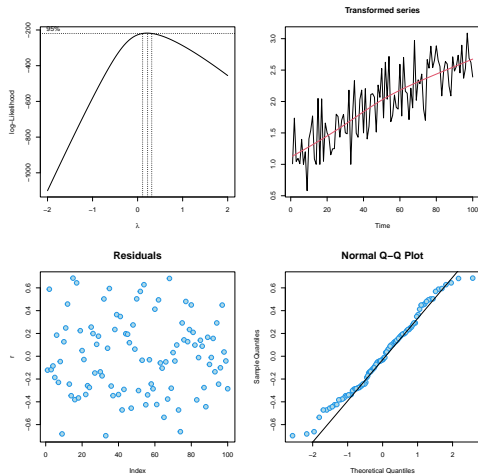 95%
log-Likelihood
-200
-400
-600
-800
-1000
-2 -1 0 1 2
λ
Transformed series
3.0
2.5
2.0
1.5
1.0
0.5
0 20 40 60 80 100
Time
Residuals
r
0.6
0.4
0.2
0.0
-0.2
-0.4
-0.6
0 20 40 60 80 100
Index
Normal Q-Q Plot
Sample Quantiles
0.6
0.4
0.2
0.0
-0.2
-0.4
-0.6
-2 -1 0 1 2
Theoretical Quantiles